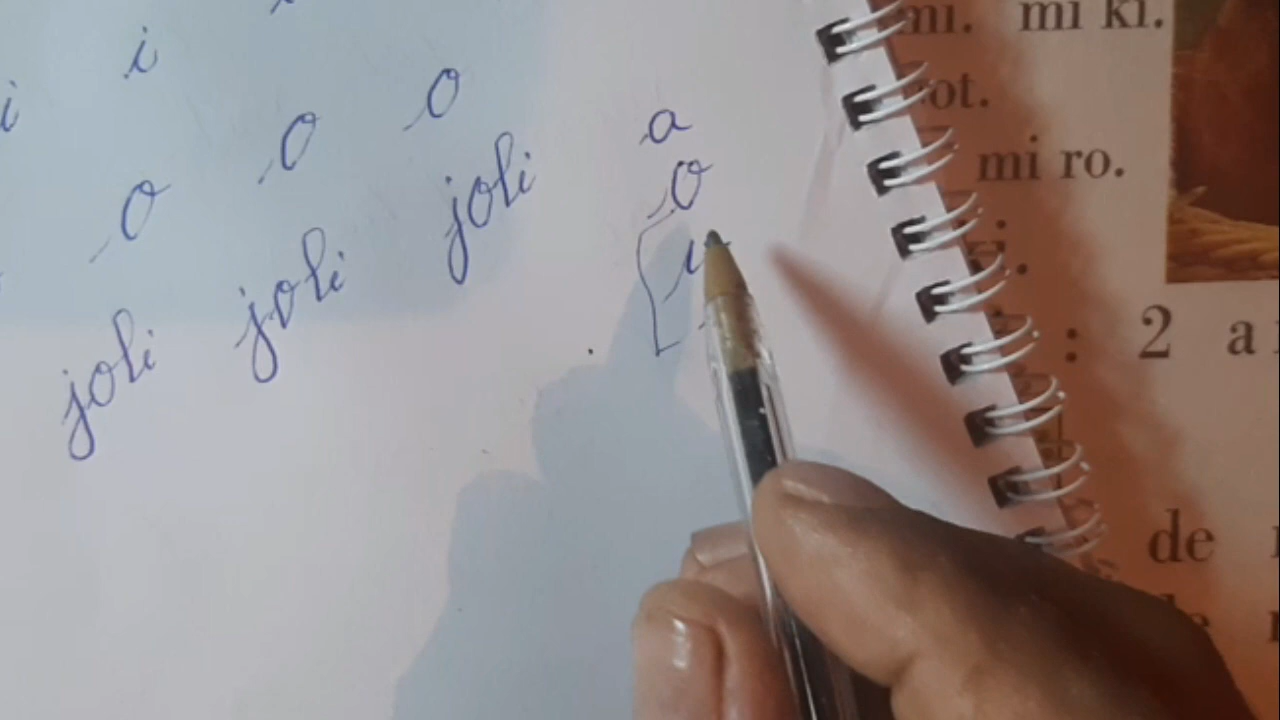 i i
o o o
joli joli joli
a
o
i
mi. mi ki.
ot.
mi ro.
i.
: 2 a
de